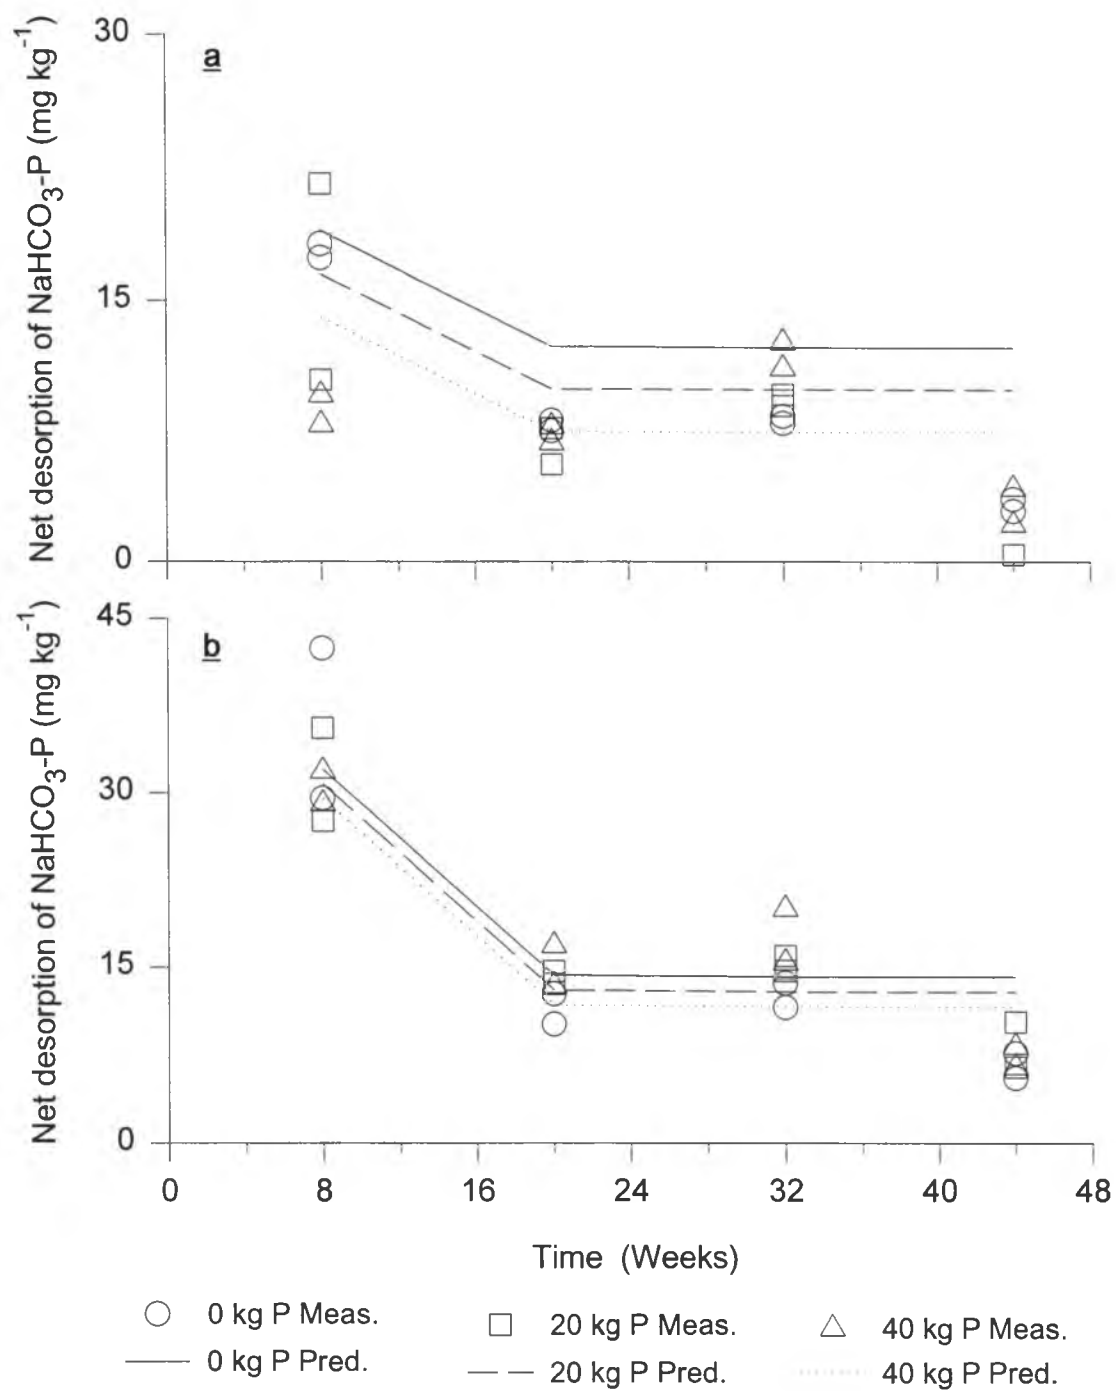 Net desorption of NaHCO₃-P (mg kg⁻¹)
30
15
0
a
Net desorption of NaHCO₃-P (mg kg⁻¹)
45
30
15
0
b
0 8 16 24 32 40 48
Time (Weeks)
0 kg P Meas. 20 kg P Meas. 40 kg P Meas.
0 kg P Pred. 20 kg P Pred. 40 kg P Pred.